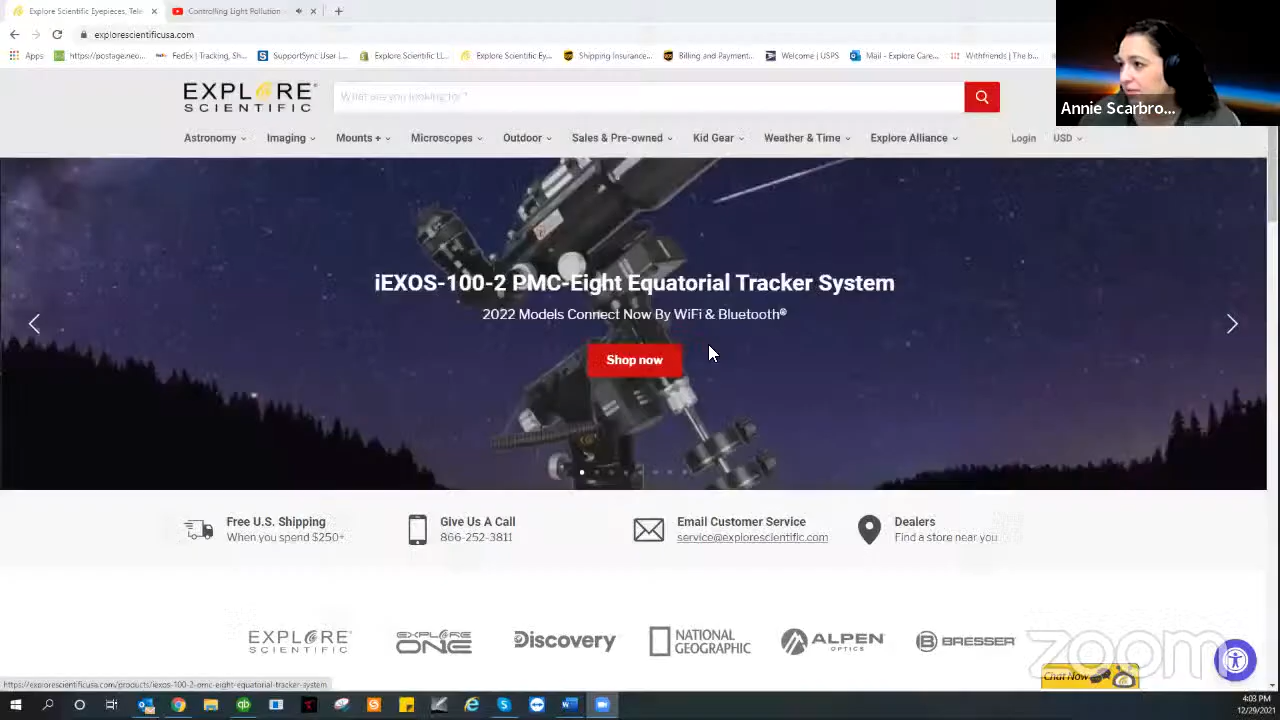 Explore Scientific Eyepieces, Tele
Controlling Light Pollution
explorescientificusa.com
Apps
https://postage.neo...
FedEx | Tracking, Sh...
SupportSync User L...
Explore Scientific LL...
Explore Scientific Ey...
Shipping Insurance...
Billing and Payment...
Welcome | USPS
Mail - Explore Care...
Withfriends | The b...
Annie Scarbro...
EXPLORE
SCIENTIFIC
What are you looking for?
Astronomy
Imaging
Mounts +
Microscopes
Outdoor
Sales & Pre-owned
Kid Gear
Weather & Time
Explore Alliance
Login
USD
iEXOS-100-2 PMC-Eight Equatorial Tracker System
2022 Models Connect Now By WiFi & Bluetooth®
Shop now
Free U.S. Shipping
When you spend $250+
Give Us A Call
866-252-3811
Email Customer Service
service@explorescientific.com
Dealers
Find a store near you
EXPLORE
SCIENTIFIC
EXPLORE
ONE
Discovery
NATIONAL
GEOGRAPHIC
ALPEN
OPTICS
BRESSER
zoom
Chat Now
https://explorescientificusa.com/products/iexos-100-2-pmc-eight-equatorial-tracker-system
4:03 PM
12/29/2021